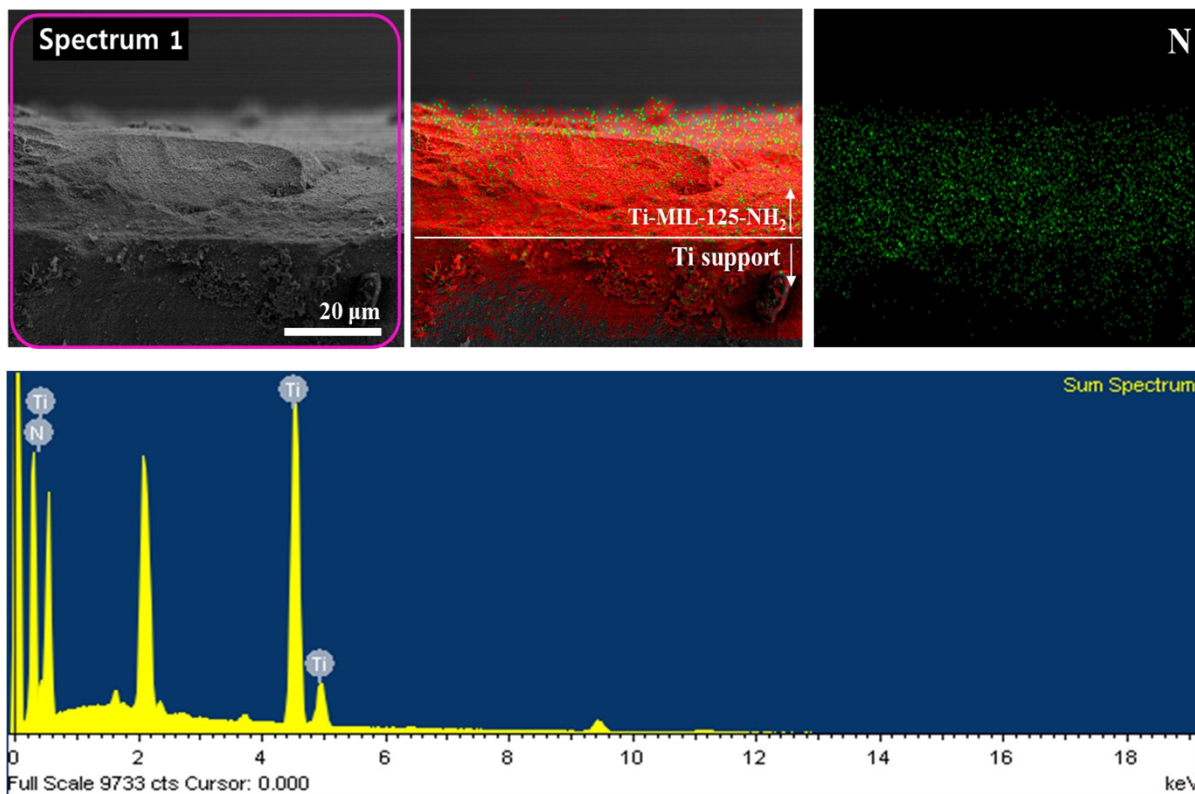 Spectrum 1
N
Ti-MIL-125-NH₂
Ti support
20 µm
Sum Spectrum
Ti
Ti
N
Ti
0 2 4 6 8 10 12 14 16 18
Full Scale 9733 cts Cursor: 0.000 keV